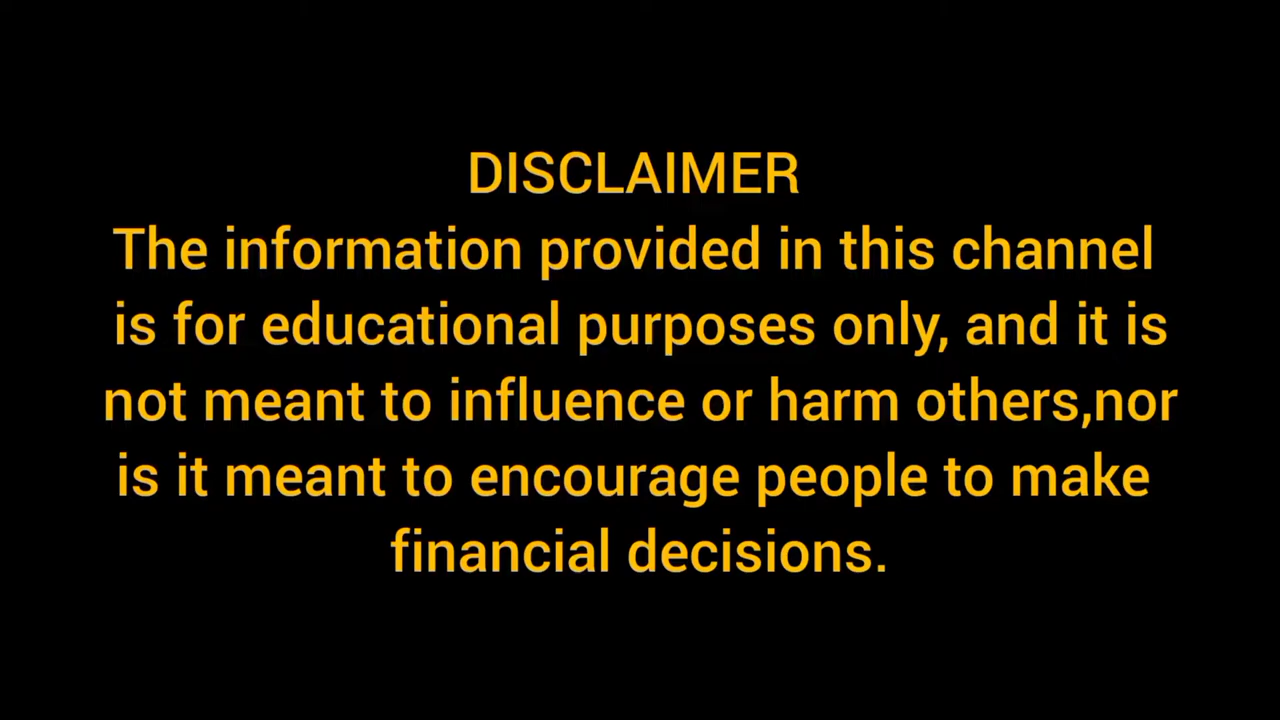 DISCLAIMER
The information provided in this channel
is for educational purposes only, and it is
not meant to influence or harm others,nor
is it meant to encourage people to make
financial decisions.